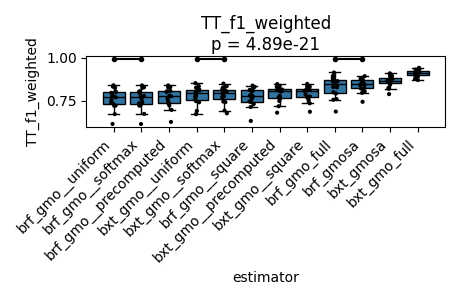 TT_f1_weighted
p = 4.89e-21
TT_f1_weighted
1.00
0.75
brf_gmo__uniform
brf_gmo__softmax
brf_gmo__precomputed
bxt_gmo__uniform
bxt_gmo__softmax
brf_gmo__square
bxt_gmo__precomputed
bxt_gmo__square
brf_gmo_full
brf_gmosa
bxt_gmosa
bxt_gmo_full
estimator